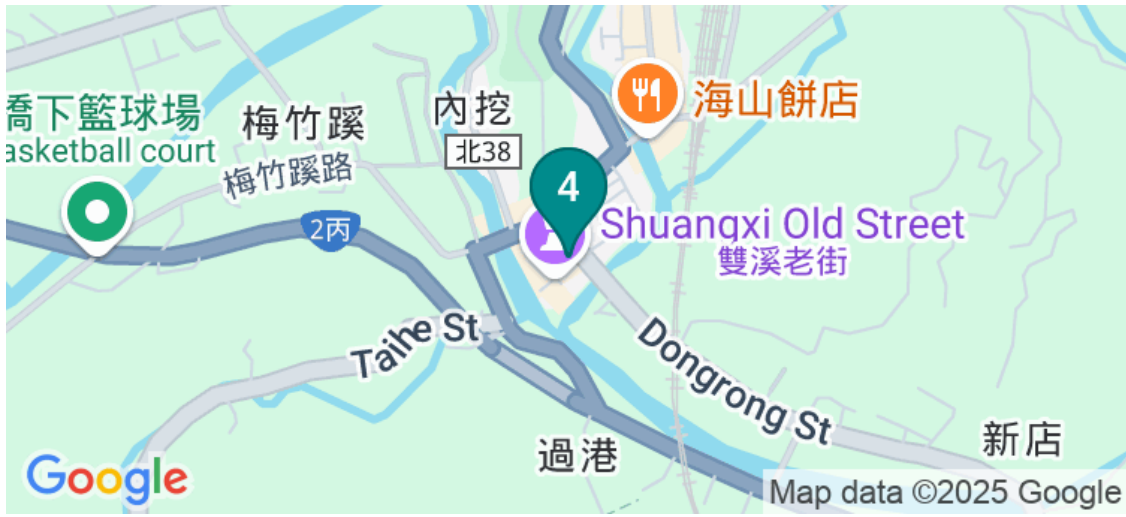 橋下籃球場
asketball court
梅竹蹊
梅竹蹊路
內挖
北38
海山餅店
4
2丙
Shuangxi Old Street
雙溪老街
Taihe St
Dongrong St
過港
新店
Google
Map data ©2025 Google